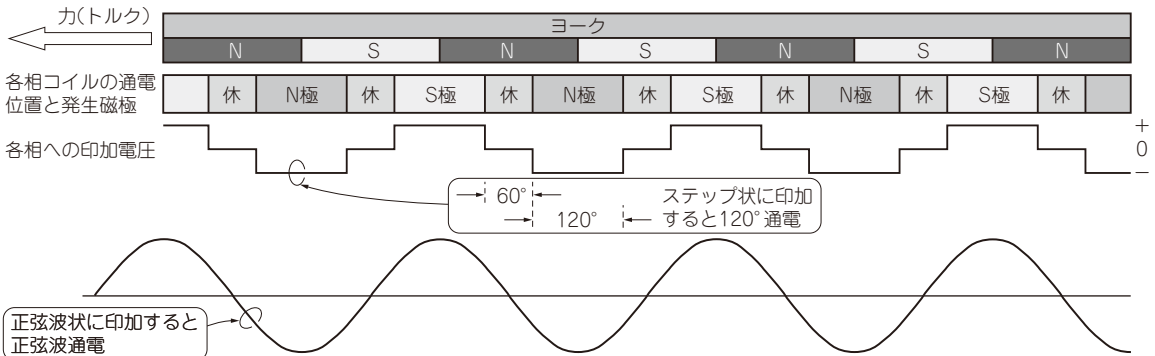 力(トルク)
ヨーク
N S N S N S N
各相コイルの通電
位置と発生磁極
休 N極 休 S極 休 N極 休 S極 休 N極 休 S極 休
各相への印加電圧
+
0
−
60°
120°
ステップ状に印加
すると120°通電
正弦波状に印加すると
正弦波通電